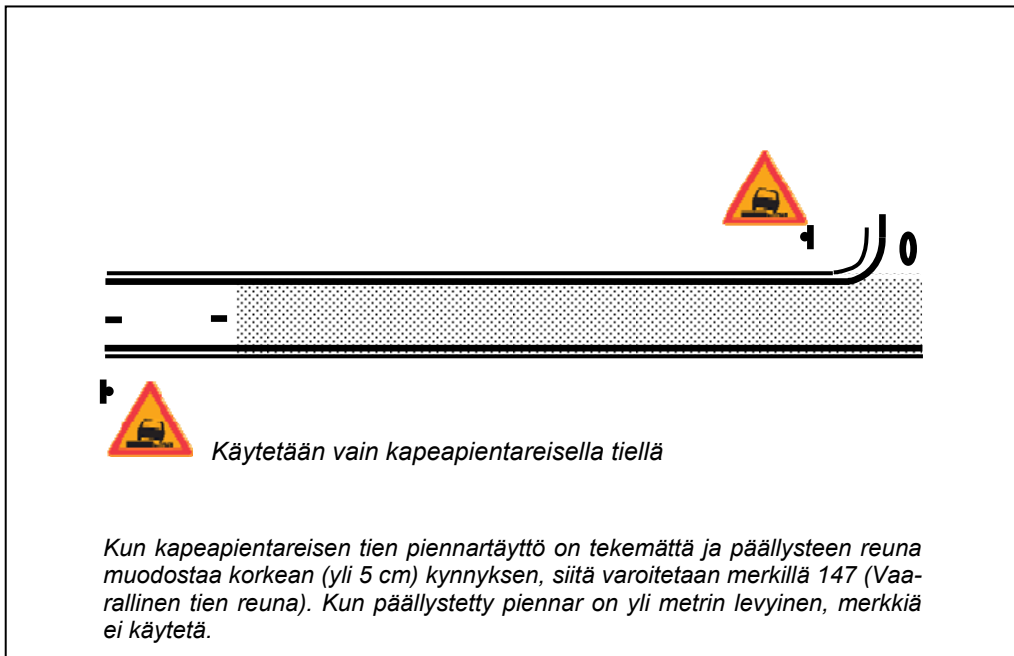 Käytetään vain kapeapientareisella tiellä
Kun kapeapientareisen tien piennartäyttö on tekemättä ja päällysteen reuna
muodostaa korkean (yli 5 cm) kynnyksen, siitä varoitetaan merkillä 147 (Vaa-
rallinen tien reuna). Kun päällystetty piennar on yli metrin levyinen, merkkiä
ei käytetä.